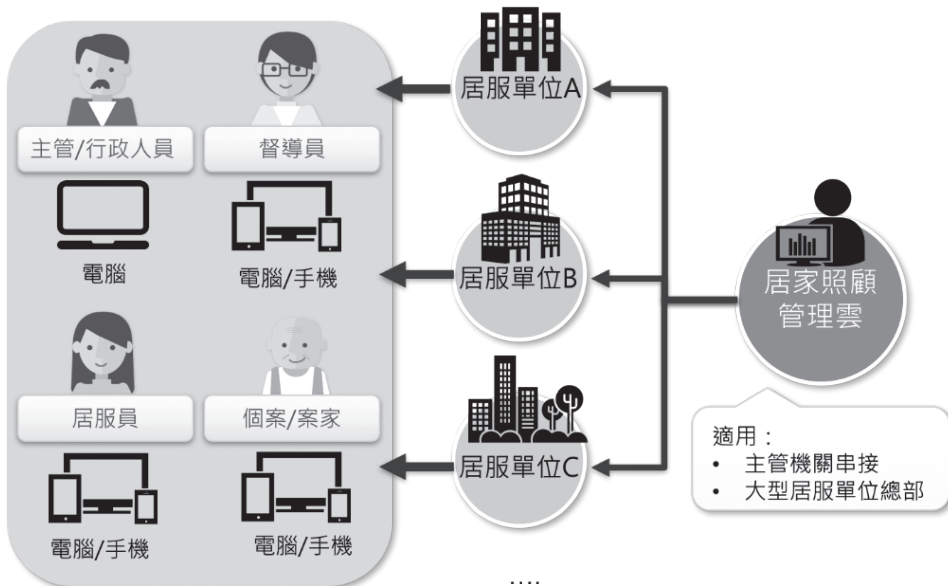 主管/行政人員
督導員
電腦
電腦/手機
居服員
個案/案家
電腦/手機
電腦/手機
居服單位A
居服單位B
居服單位C
....
居家照顧
管理雲
適用：
• 主管機關串接
• 大型居服單位總部